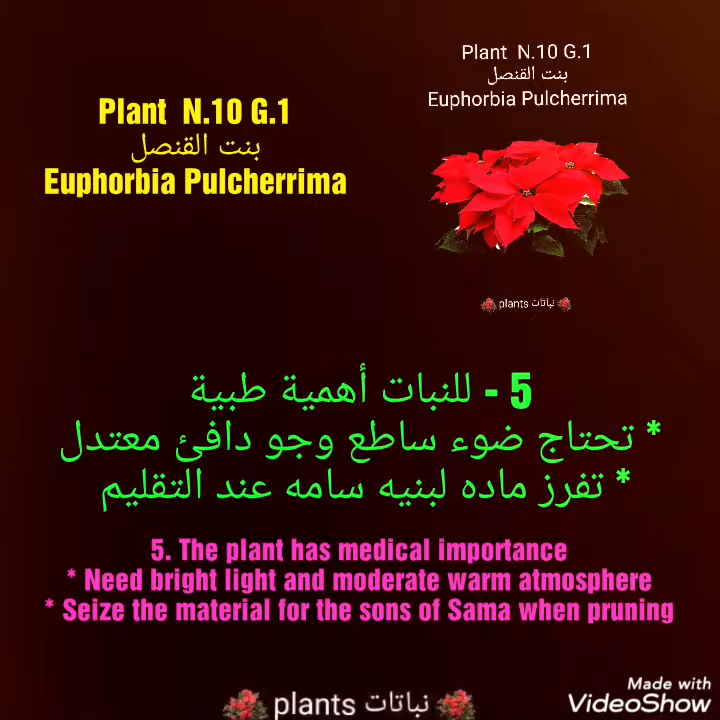 Plant N.10 G.1
بنت القنصل
Euphorbia Pulcherrima
Plant N.10 G.1
بنت القنصل
Euphorbia Pulcherrima
plants نباتات
5 - للنبات أهمية طبية
* تحتاج ضوء ساطع وجو دافئ معتدل
* تفرز ماده لبنيه سامه عند التقليم
5. The plant has medical importance
* Need bright light and moderate warm atmosphere
* Seize the material for the sons of Sama when pruning
plants نباتات
Made with
VideoShow